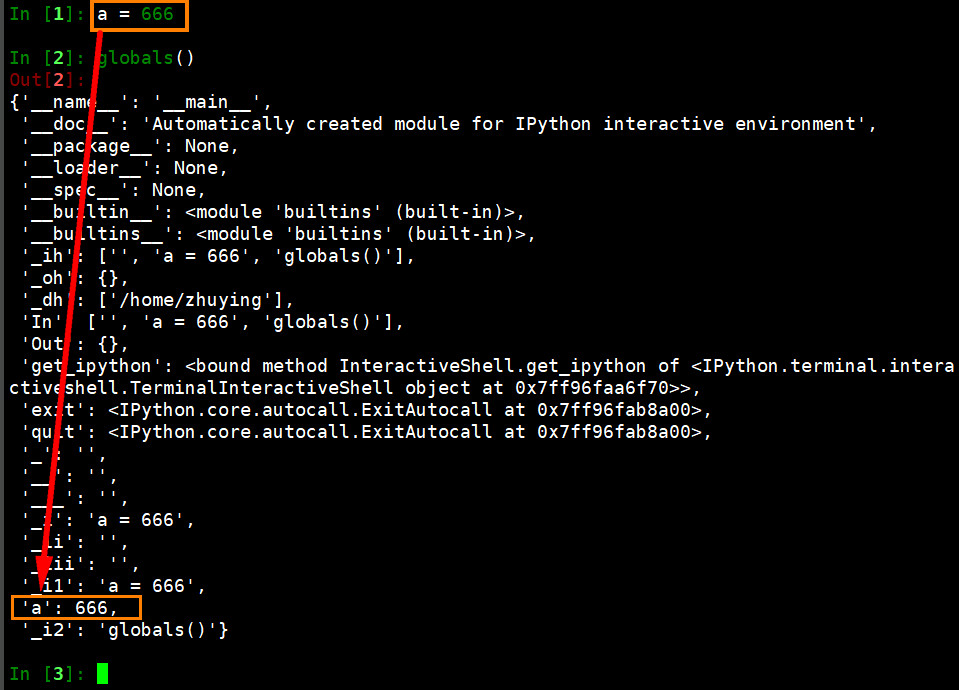 In [1]: a = 666
In [2]: globals()
Out[2]:
{'__name__': '__main__',
'__doc__': 'Automatically created module for IPython interactive environment',
'__package__': None,
'__loader__': None,
'__spec__': None,
'__builtin__': <module 'builtins' (built-in)>,
'__builtins__': <module 'builtins' (built-in)>,
'_ih': ['', 'a = 666', 'globals()'],
'_oh': {},
'_dh': ['/home/zhuying'],
'In': ['', 'a = 666', 'globals()'],
'Out': {},
'get_ipython': <bound method InteractiveShell.get_ipython of <IPython.terminal.intera
ctiveshell.TerminalInteractiveShell object at 0x7ff96faa6f70>>,
'exit': <IPython.core.autocall.ExitAutocall at 0x7ff96fab8a00>,
'quit': <IPython.core.autocall.ExitAutocall at 0x7ff96fab8a00>,
'_': '',
'__': '',
'___': '',
'_i': 'a = 666',
'_ii': '',
'_iii': '',
'_i1': 'a = 666',
'a': 666,
'_i2': 'globals()'}
In [3]: